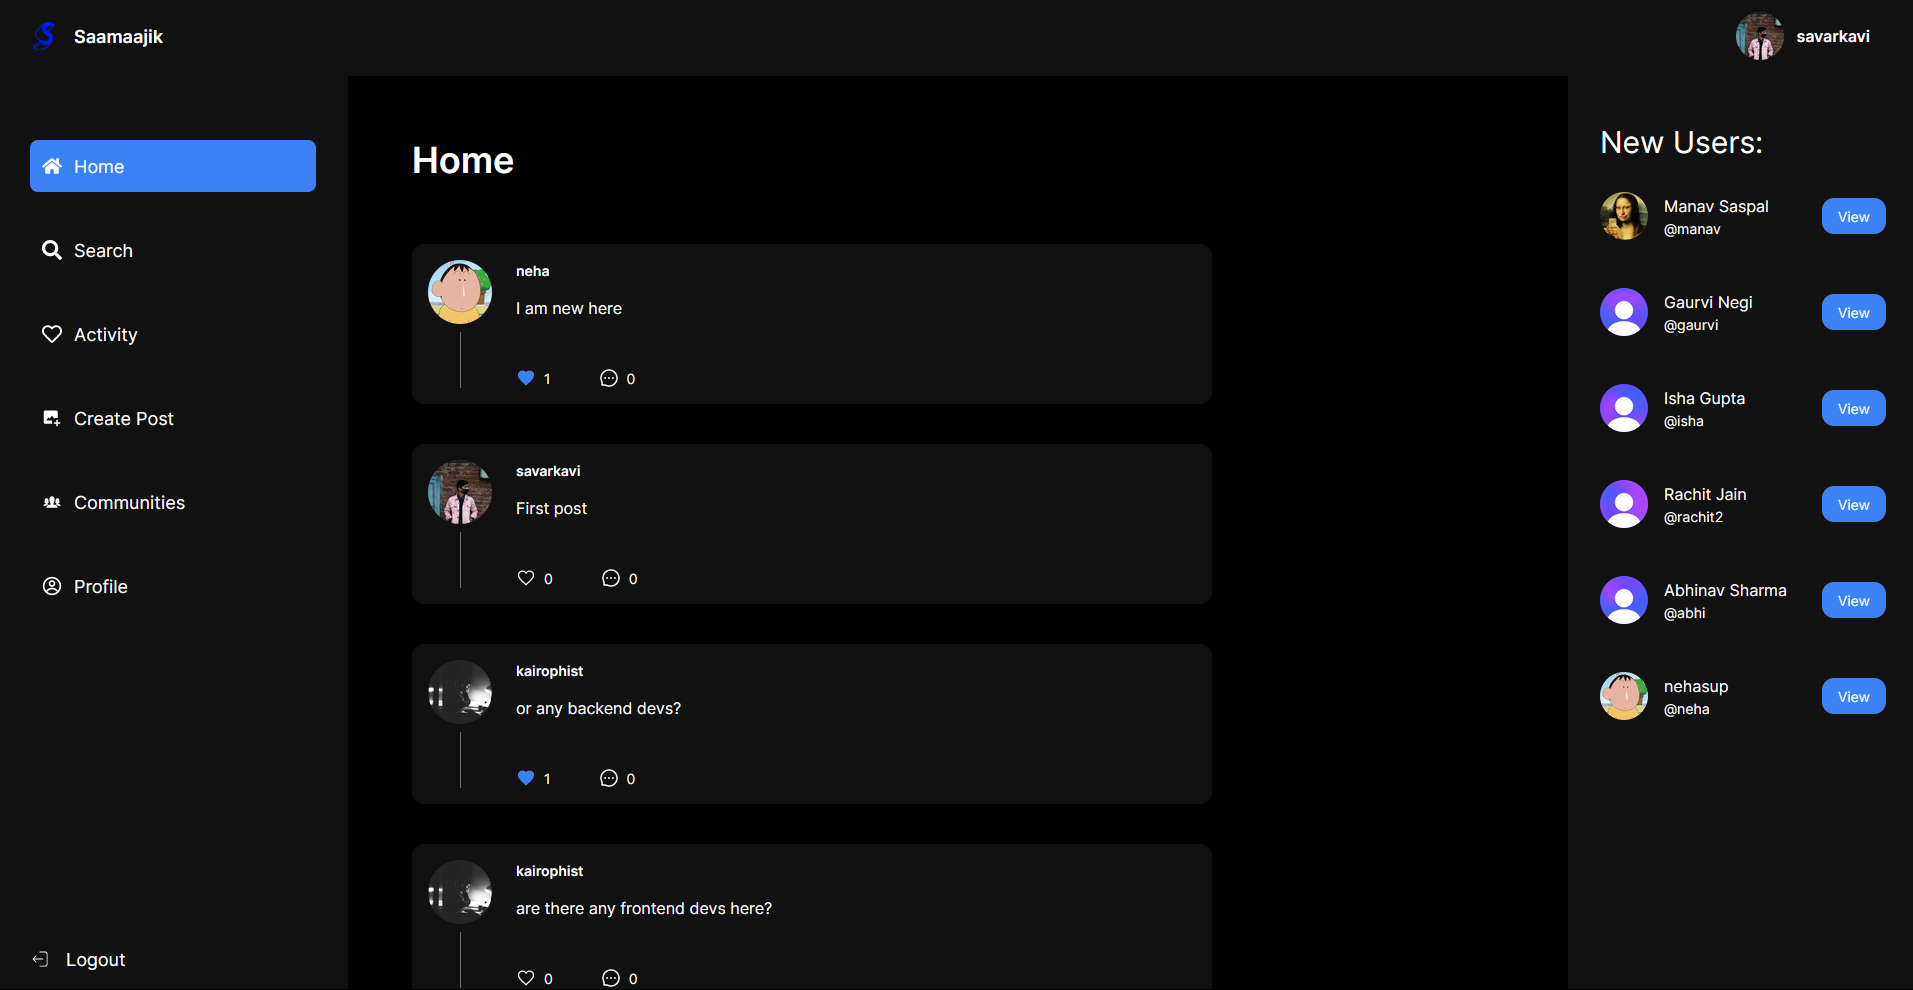 Saamaajik
savarkavi
Home
Search
Activity
Create Post
Communities
Profile
Logout
Home
neha
I am new here
1 0
savarkavi
First post
0 0
kairophist
or any backend devs?
1 0
kairophist
are there any frontend devs here?
0 0
New Users:
Manav Saspal
@manav
View
Gaurvi Negi
@gaurvi
View
Isha Gupta
@isha
View
Rachit Jain
@rachit2
View
Abhinav Sharma
@abhi
View
nehasup
@neha
View